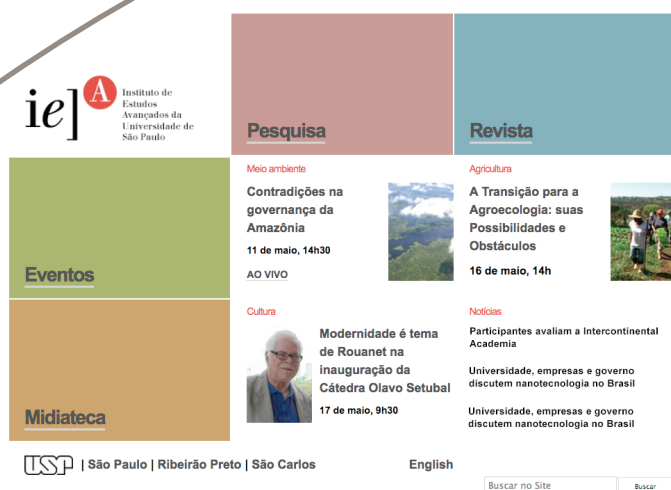 ie]A
Instituto de
Estudos
Avançados da
Universidade de
São Paulo
Pesquisa
Revista
Eventos
Meio ambiente
Contradições na
governança da
Amazônia
11 de maio, 14h30
AO VIVO
Agricultura
A Transição para a
Agroecologia: suas
Possibilidades e
Obstáculos
16 de maio, 14h
Midiateca
Cultura
Modernidade é tema
de Rouanet na
inauguração da
Cátedra Olavo Setubal
17 de maio, 9h30
Notícias
Participantes avaliam a Intercontinental
Academia
Universidade, empresas e governo
discutem nanotecnologia no Brasil
Universidade, empresas e governo
discutem nanotecnologia no Brasil
USP | São Paulo | Ribeirão Preto | São Carlos
English
Buscar no Site
Buscar